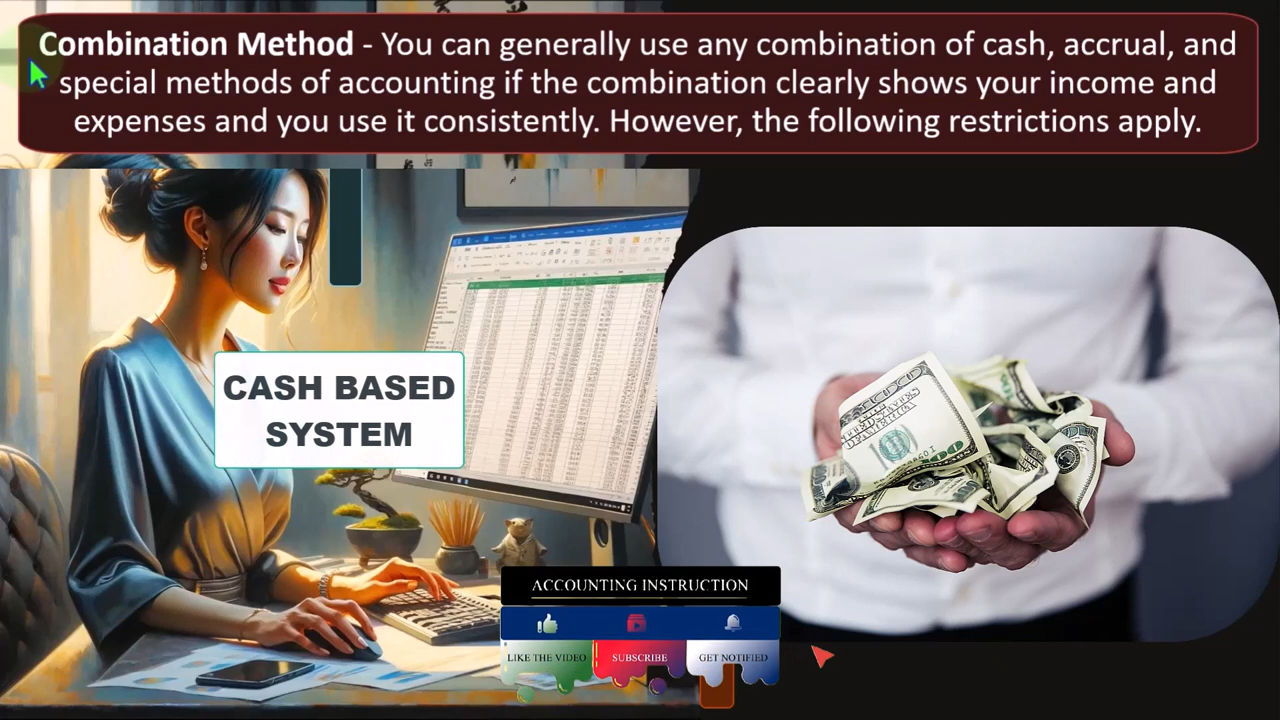 Combination Method - You can generally use any combination of cash, accrual, and
special methods of accounting if the combination clearly shows your income and
expenses and you use it consistently. However, the following restrictions apply.
CASH BASED
SYSTEM
ACCOUNTING INSTRUCTION
LIKE THE VIDEO
SUBSCRIBE
GET NOTIFIED